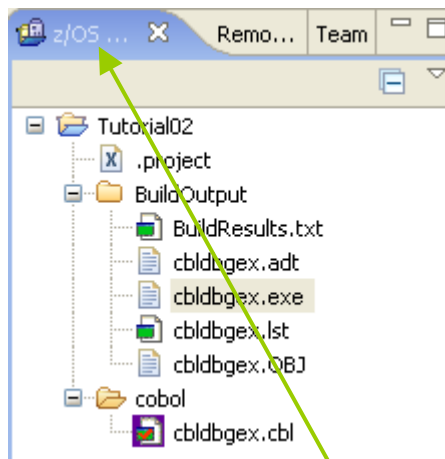 z/OS ... Remo... Team
Tutorial02
.project
BuildOutput
BuildResults.txt
cbldbgex.adt
cbldbgex.exe
cbldbgex.lst
cbldbgex.OBJ
cobol
cbldbgex.cbl